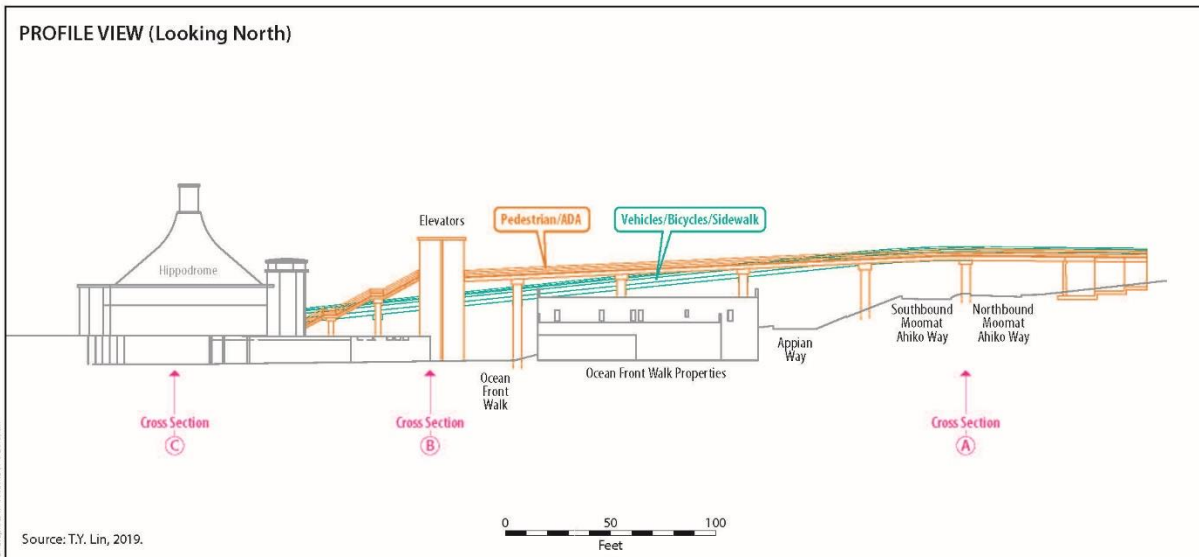 PROFILE VIEW (Looking North)
Elevators
Pedestrian/ADA
Vehicles/Bicycles/Sidewalk
Hippodrome
Southbound
Moomat
Ahiko Way
Northbound
Moomat
Ahiko Way
Appian
Way
Ocean
Front
Walk
Ocean Front Walk Properties
Cross Section
C
Cross Section
B
Cross Section
A
0 50 100
Feet
Source: T.Y. Lin, 2019.